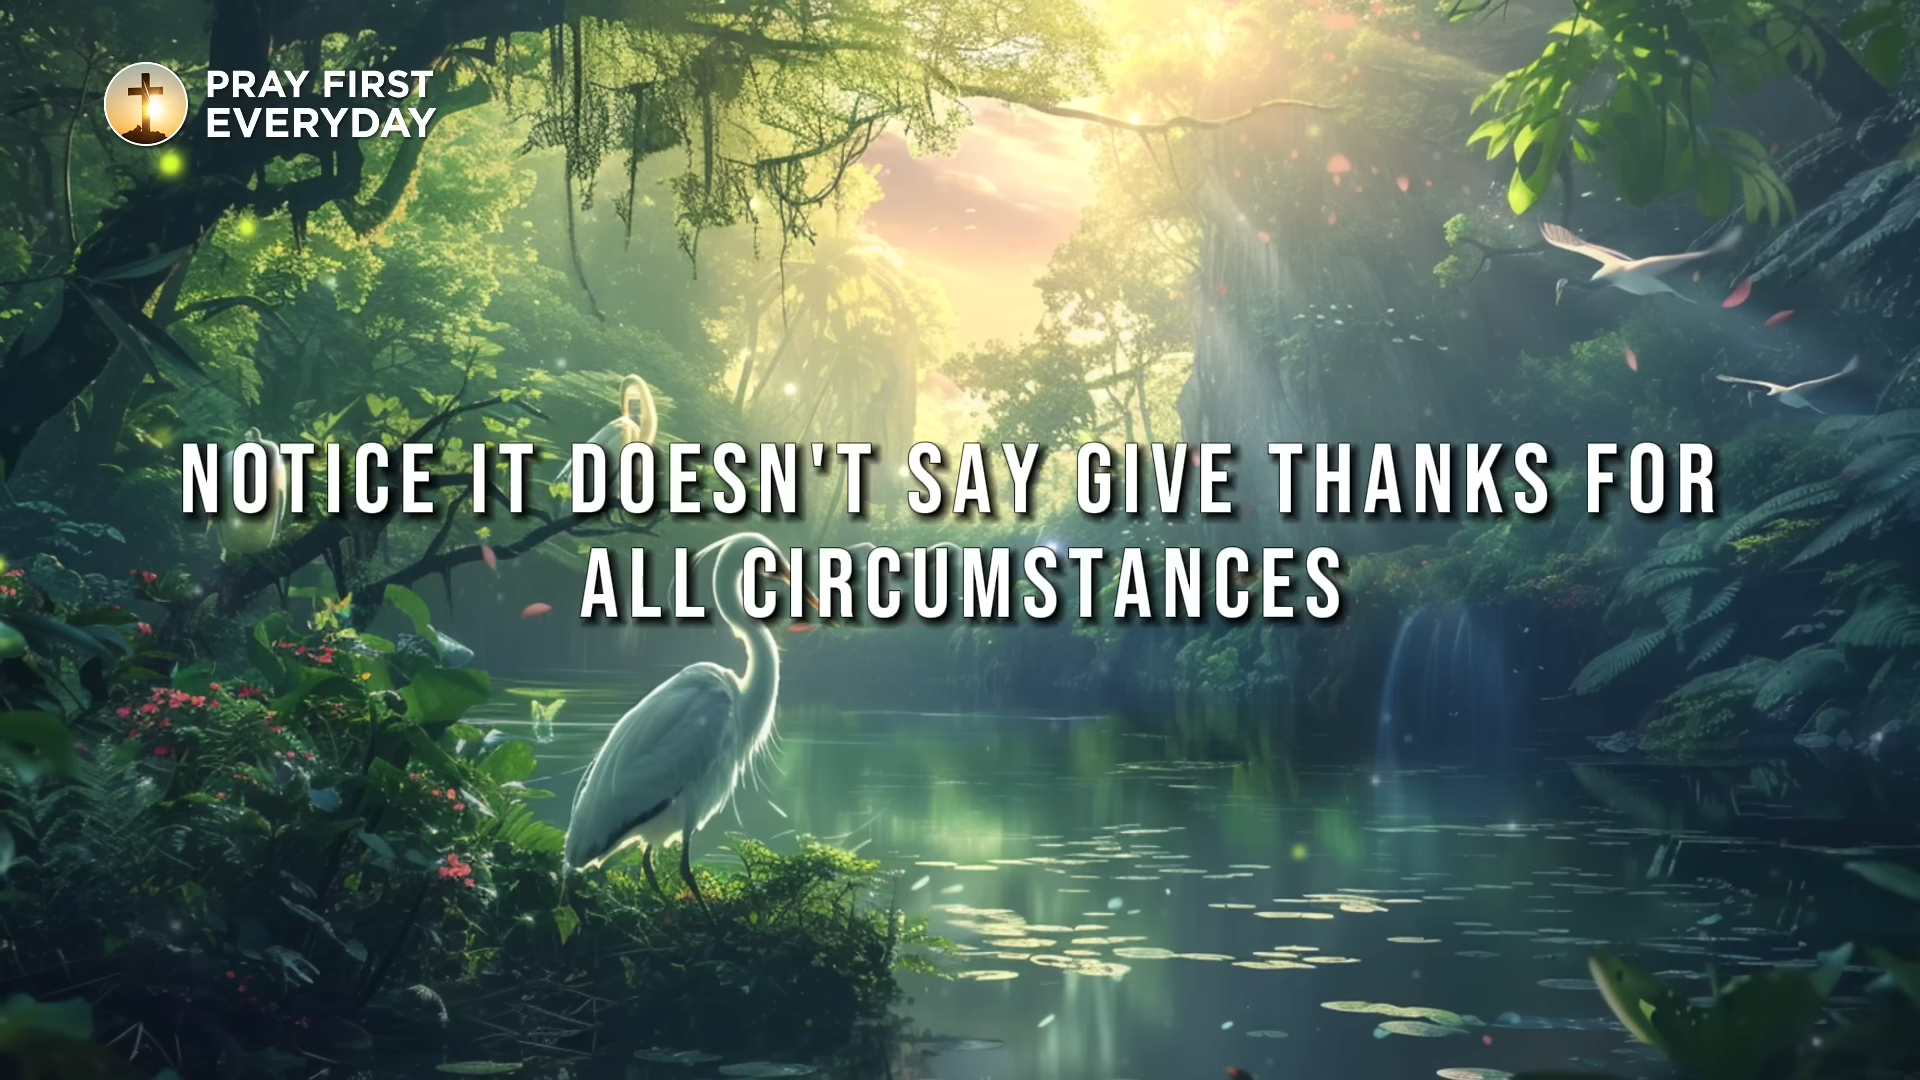 PRAY FIRST
EVERYDAY
NOTICE IT DOESN'T SAY GIVE THANKS FOR
ALL CIRCUMSTANCES